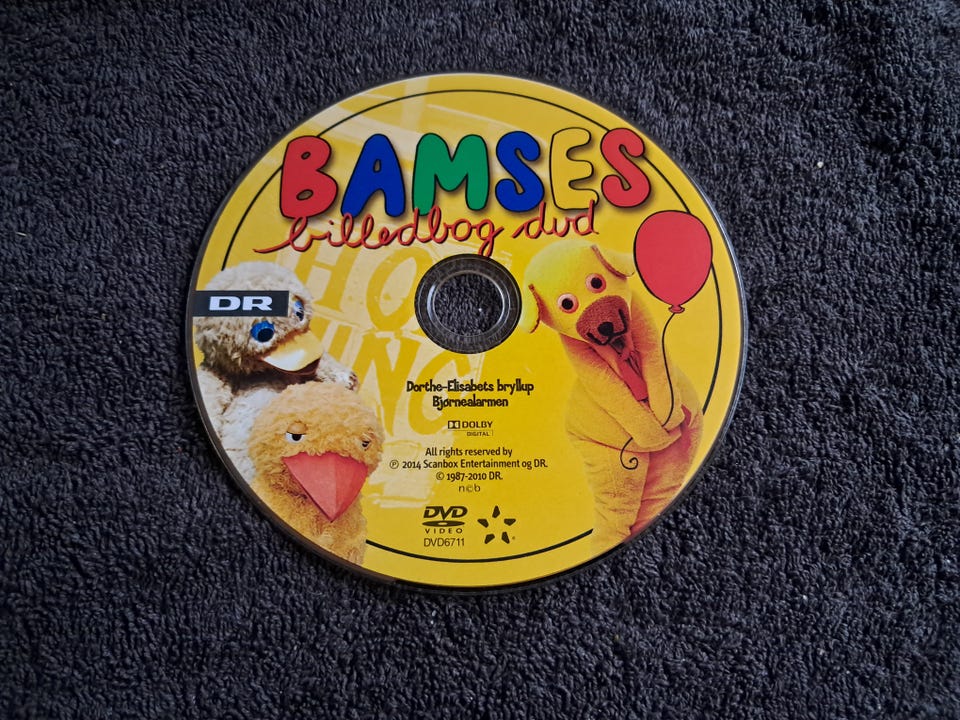 BAMSES
billedbog dvd
DR
Dorthe-Elisabets bryllup
Bjørnealarmen
DOLBY
DIGITAL
All rights reserved by
℗ 2014 Scanbox Entertainment og DR.
© 1987-2010 DR.
n©b
DVD
VIDEO
DVD6711